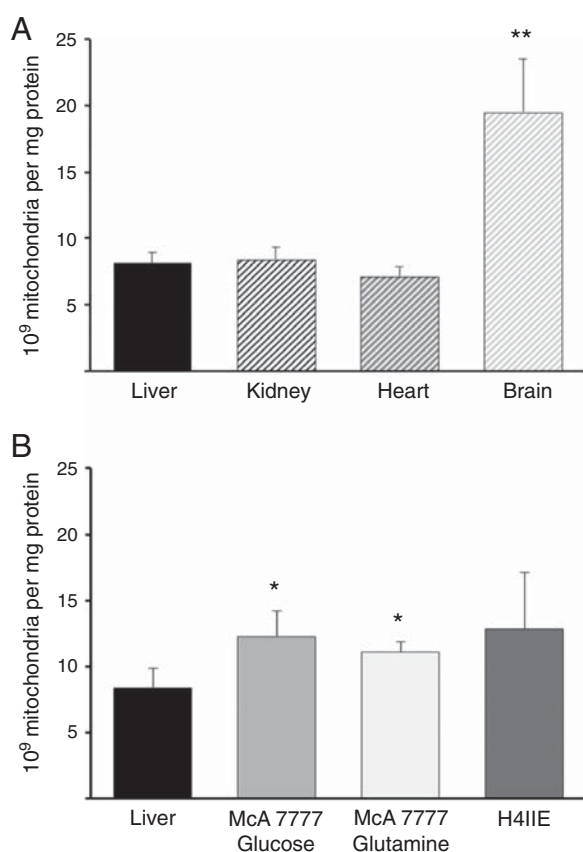 A
10⁹ mitochondria per mg protein
25
20
15
10
5
**
Liver Kidney Heart Brain
B
10⁹ mitochondria per mg protein
25
20
15
10
5
* *
Liver McA 7777 McA 7777 H4IIE
Glucose Glutamine